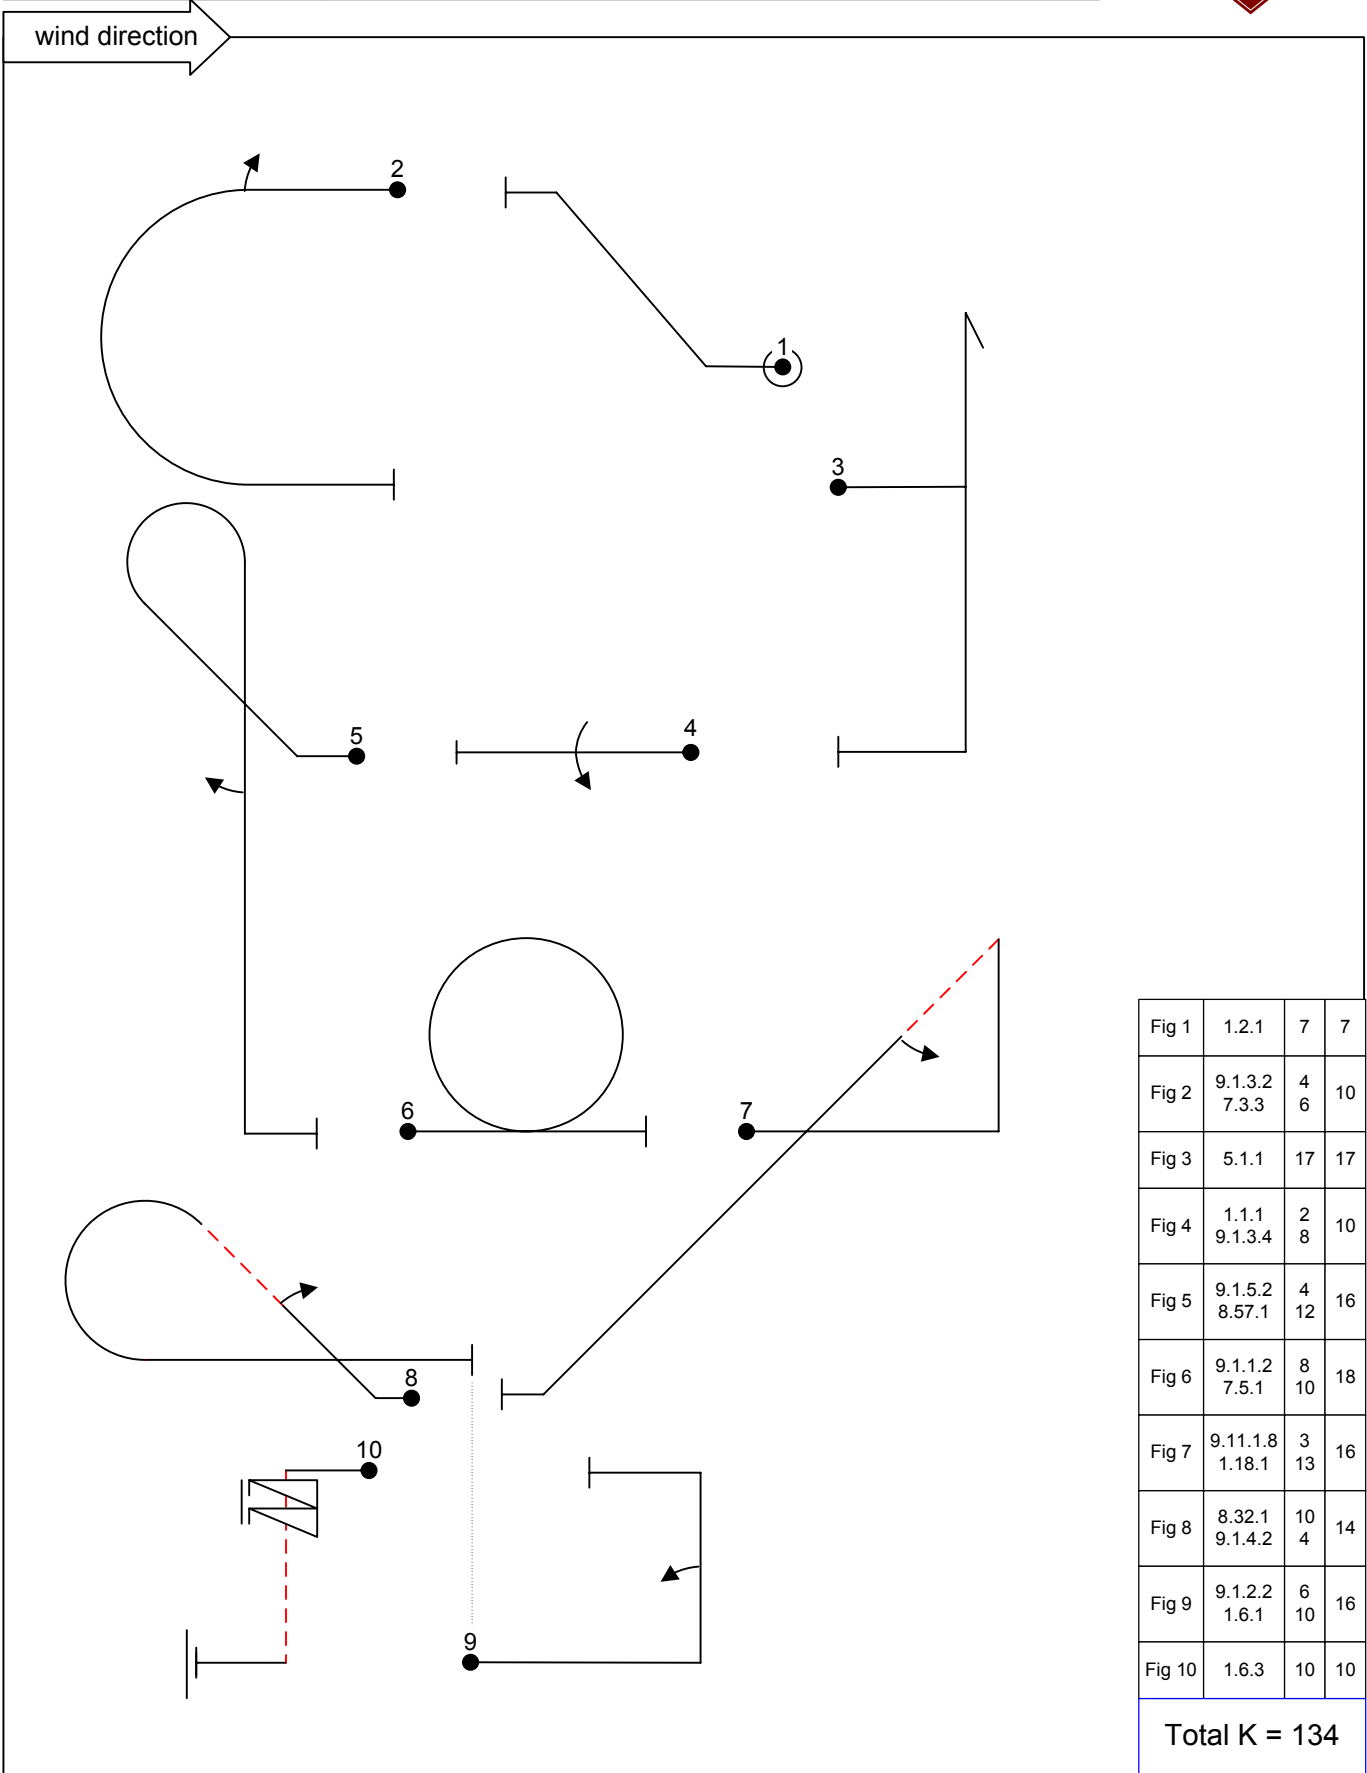 wind direction
2
1
3
5
4
6
7
8
10
9
Fig 1 1.2.1 7 7
Fig 2 9.1.3.2 4 10
7.3.3 6
Fig 3 5.1.1 17 17
Fig 4 1.1.1 2 10
9.1.3.4 8
Fig 5 9.1.5.2 4 16
8.57.1 12
Fig 6 9.1.1.2 8 18
7.5.1 10
Fig 7 9.11.1.8 3 16
1.18.1 13
Fig 8 8.32.1 10 14
9.1.4.2 4
Fig 9 9.1.2.2 6 16
1.6.1 10
Fig 10 1.6.3 10 10
Total K = 134